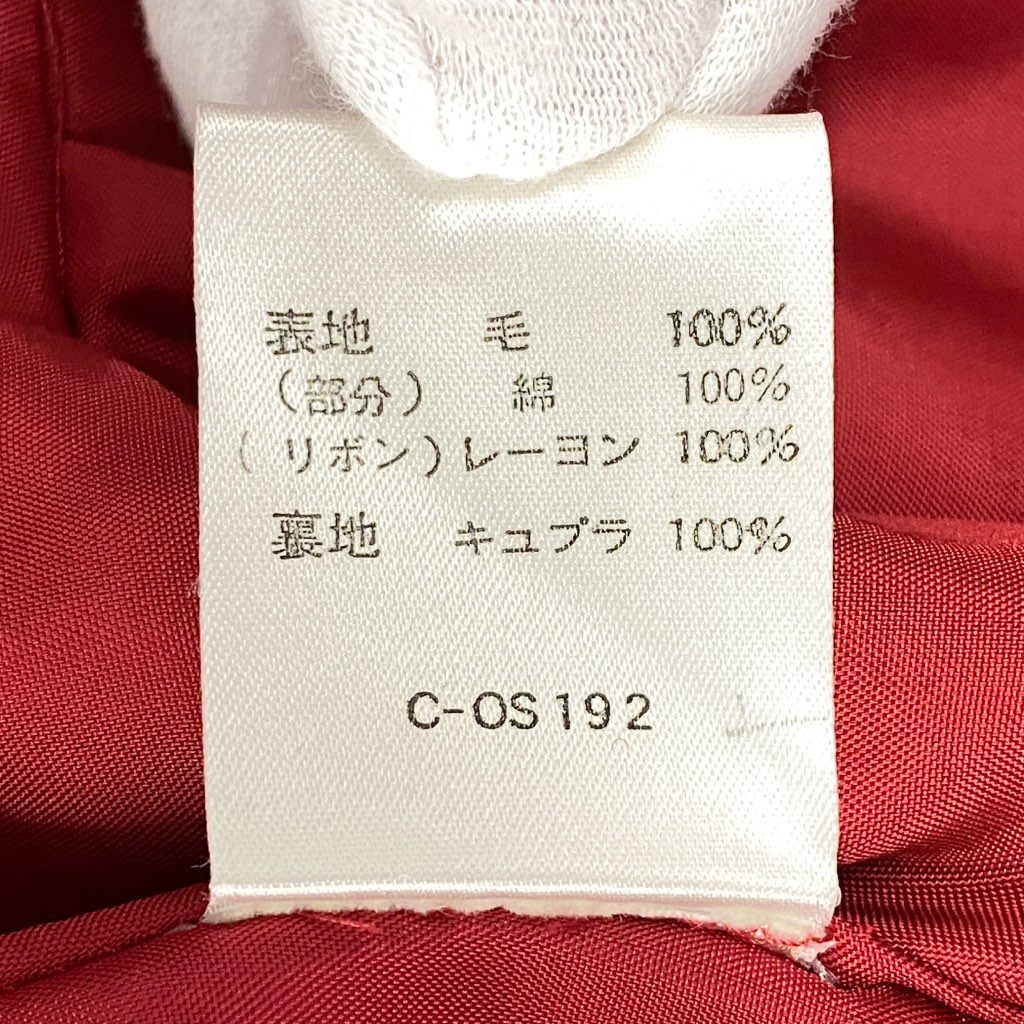 表地 毛 100%
(部分) 綿 100%
(リボン) レーヨン 100%
裏地 キュプラ 100%
C-OS192